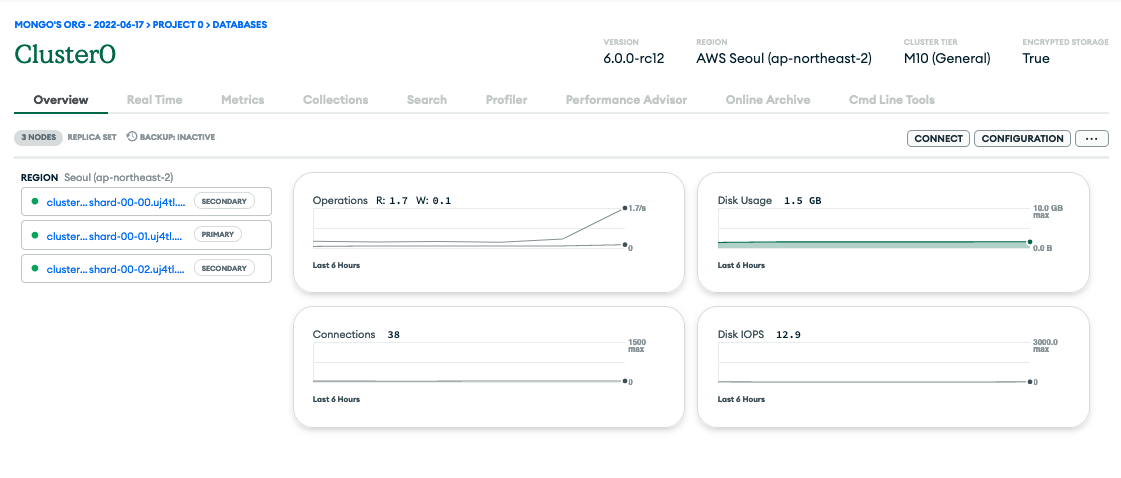 MONGO'S ORG - 2022-06-17 > PROJECT 0 > DATABASES
Cluster0
VERSION
6.0.0-rc12
REGION
AWS Seoul (ap-northeast-2)
CLUSTER TIER
M10 (General)
ENCRYPTED STORAGE
True
Overview Real Time Metrics Collections Search Profiler Performance Advisor Online Archive Cmd Line Tools
3 NODES REPLICA SET BACKUP: INACTIVE
CONNECT CONFIGURATION ...
REGION Seoul (ap-northeast-2)
cluster... shard-00-00.uj4tl.... SECONDARY
cluster... shard-00-01.uj4tl.... PRIMARY
cluster... shard-00-02.uj4tl.... SECONDARY
Operations R: 1.7 W: 0.1
1.7/s
0
Last 6 Hours
Disk Usage 1.5 GB
10.0 GB
max
0.0 B
Last 6 Hours
Connections 38
1500
max
0
Last 6 Hours
Disk IOPS 12.9
3000.0
max
0
Last 6 Hours